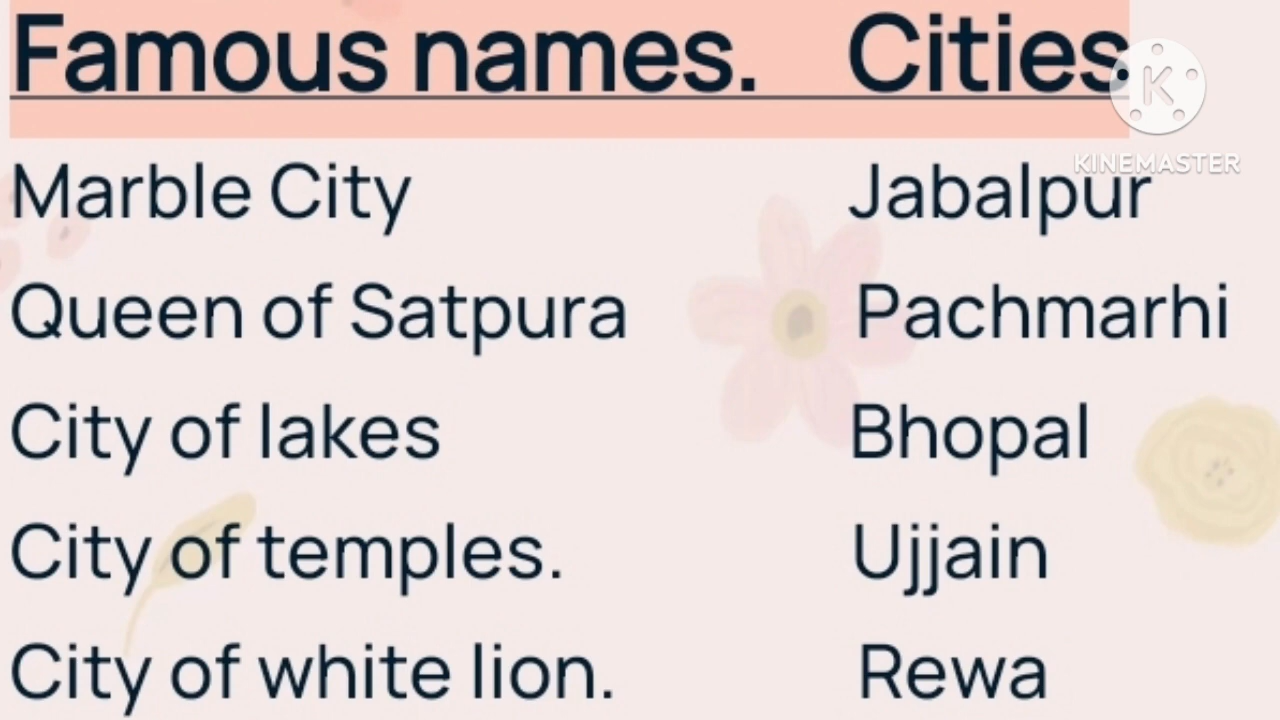 Famous names. Cities
K
KINEMASTER
Marble City Jabalpur
Queen of Satpura Pachmarhi
City of lakes Bhopal
City of temples. Ujjain
City of white lion. Rewa